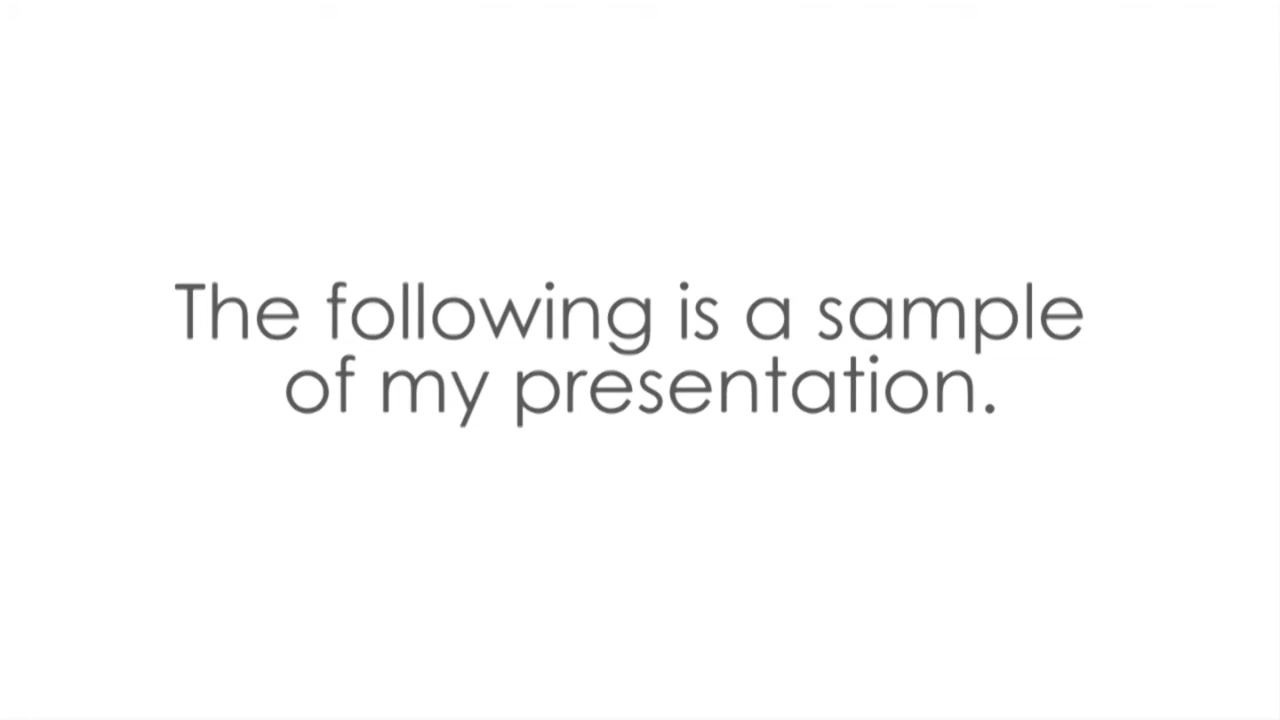 The following is a sample
of my presentation.